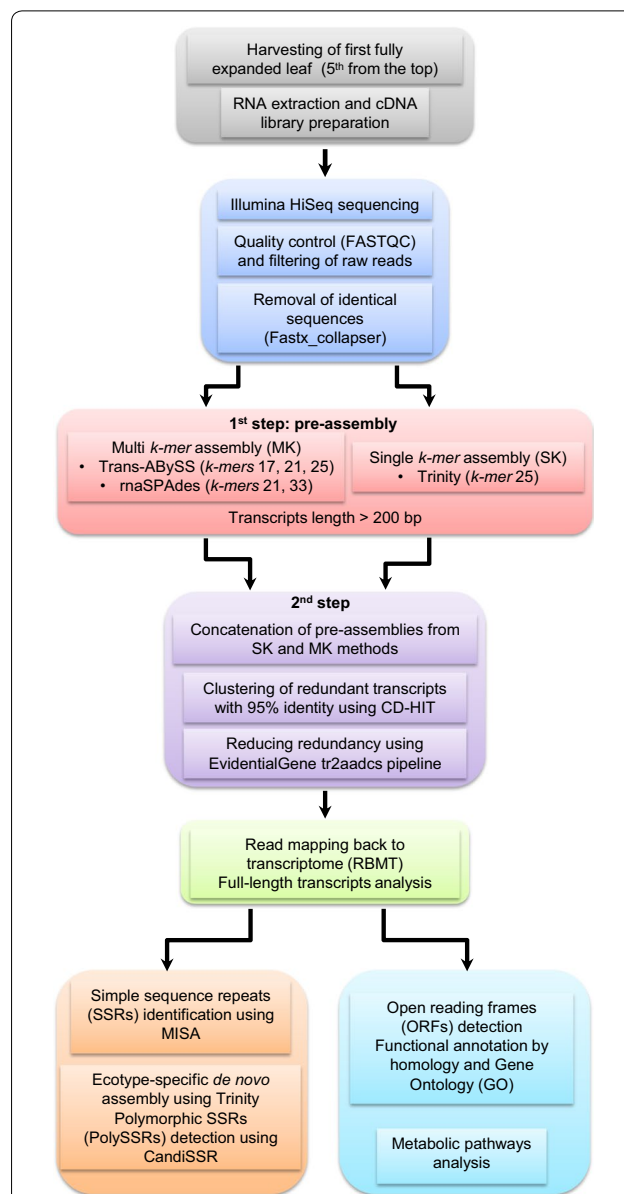 Harvesting of first fully
expanded leaf (5th from the top)
RNA extraction and cDNA
library preparation
Illumina HiSeq sequencing
Quality control (FASTQC)
and filtering of raw reads
Removal of identical
sequences
(Fastx_collapser)
1st step: pre-assembly
Multi k-mer assembly (MK)
• Trans-ABySS (k-mers 17, 21, 25)
• rnaSPAdes (k-mers 21, 33)
Single k-mer assembly (SK)
• Trinity (k-mer 25)
Transcripts length > 200 bp
2nd step
Concatenation of pre-assemblies from
SK and MK methods
Clustering of redundant transcripts
with 95% identity using CD-HIT
Reducing redundancy using
EvidentialGene tr2aadcs pipeline
Read mapping back to
transcriptome (RBMT)
Full-length transcripts analysis
Simple sequence repeats
(SSRs) identification using
MISA
Ecotype-specific de novo
assembly using Trinity
Polymorphic SSRs
(PolySSRs) detection using
CandiSSR
Open reading frames
(ORFs) detection
Functional annotation by
homology and Gene
Ontology (GO)
Metabolic pathways
analysis